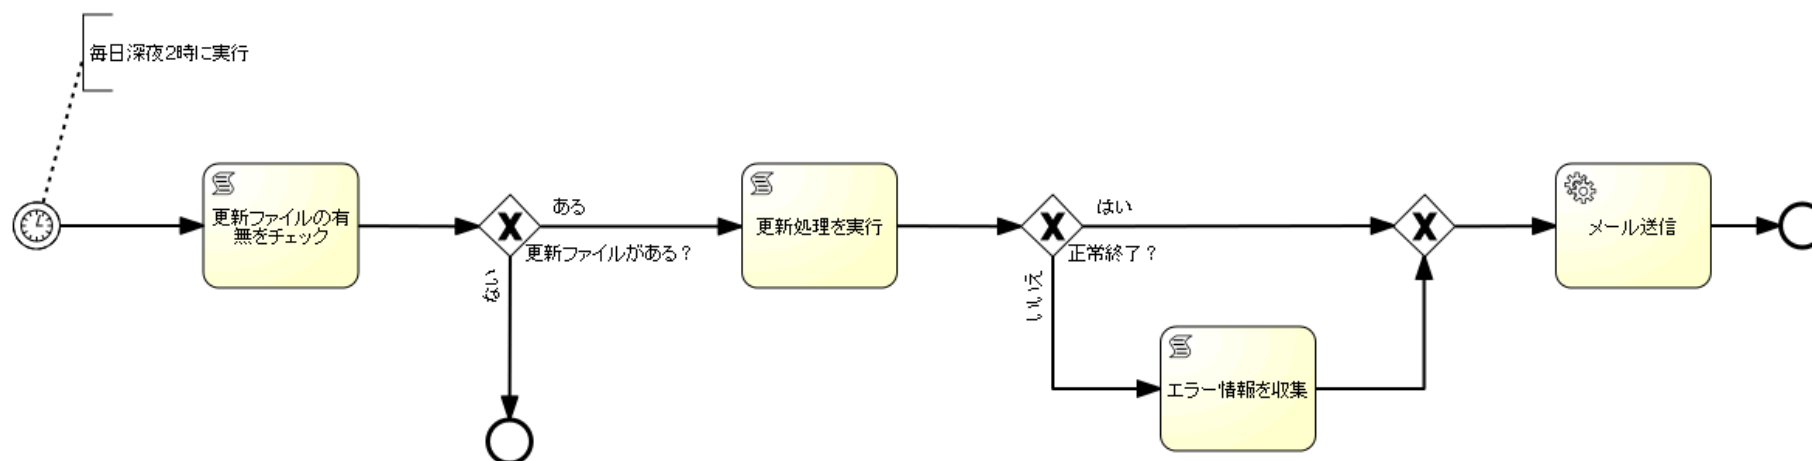 毎日深夜2時に実行
更新ファイルの有
無をチェック
ある
更新ファイルがある？
ない
更新処理を実行
はい
正常終了？
いいえ
エラー情報を収集
メール送信